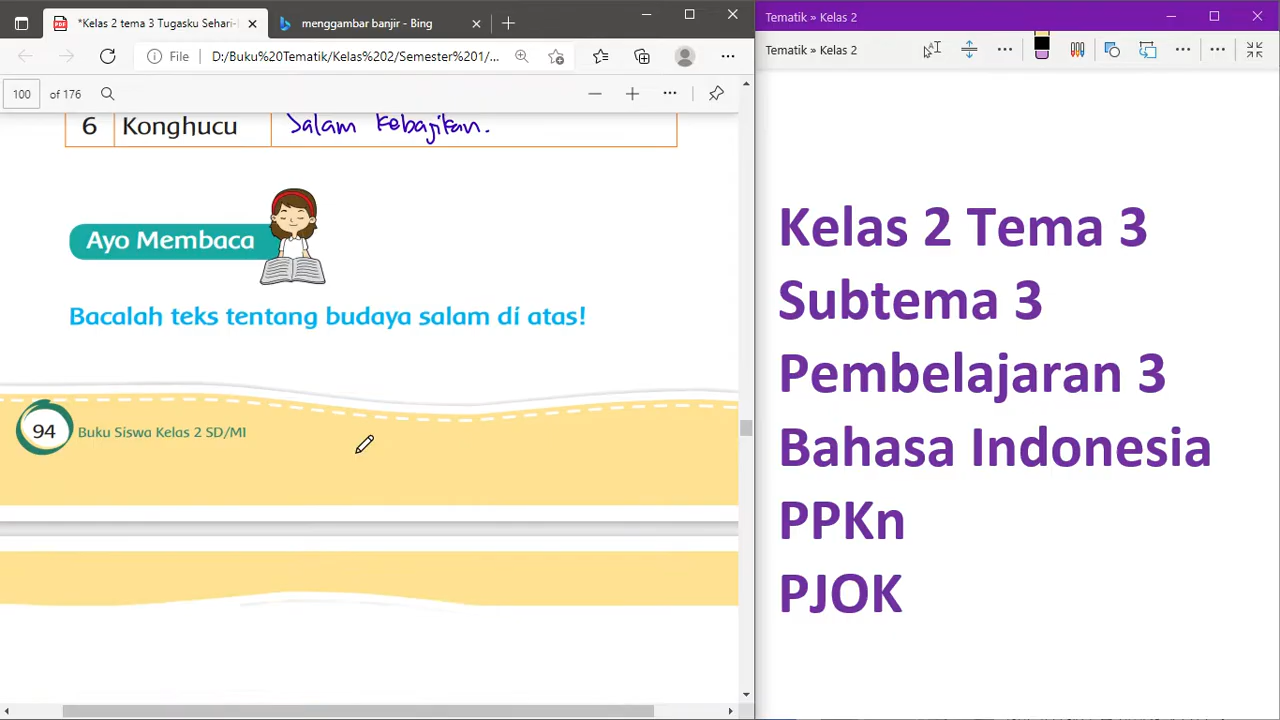 *Kelas 2 tema 3 Tugasku Sehari-
menggambar banjir - Bing
File
D:/Buku%20Tematik/Kelas%202/Semester%201/...
100
of 176
6
Konghucu
Salam Kebajikan.
Ayo Membaca
Bacalah teks tentang budaya salam di atas!
94
Buku Siswa Kelas 2 SD/MI
Tematik » Kelas 2
Tematik » Kelas 2
Kelas 2 Tema 3
Subtema 3
Pembelajaran 3
Bahasa Indonesia
PPKn
PJOK